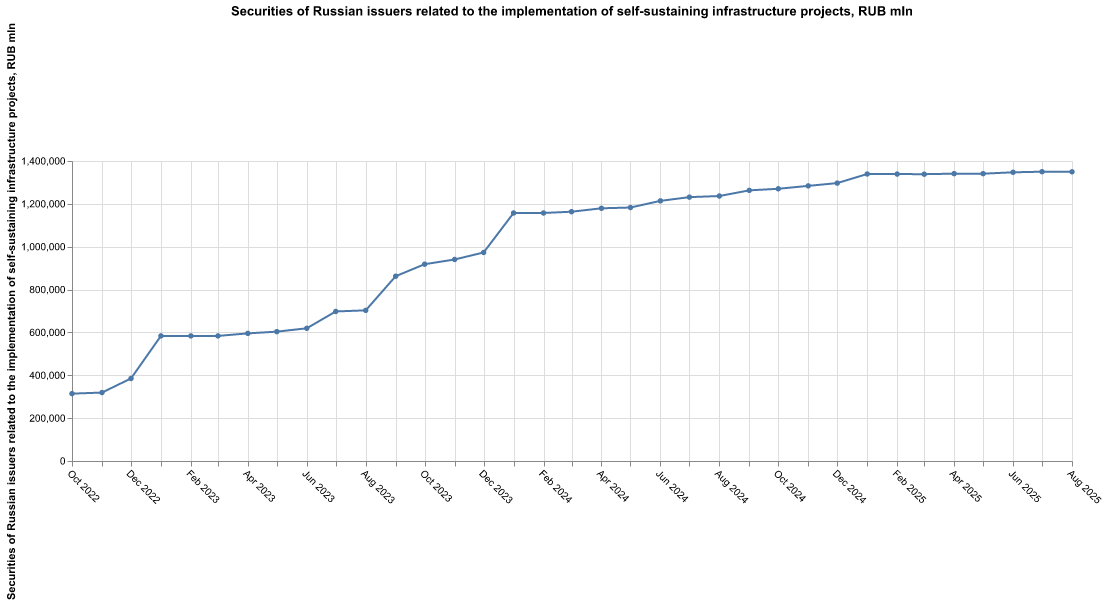 Securities of Russian issuers related to the implementation of self-sustaining infrastructure projects, RUB mln
Securities of Russian issuers related to the implementation of self-sustaining infrastructure projects, RUB mln
1,400,000
1,200,000
1,000,000
800,000
600,000
400,000
200,000
0
Oct 2022
Dec 2022
Feb 2023
Apr 2023
Jun 2023
Aug 2023
Oct 2023
Dec 2023
Feb 2024
Apr 2024
Jun 2024
Aug 2024
Oct 2024
Dec 2024
Feb 2025
Apr 2025
Jun 2025
Aug 2025